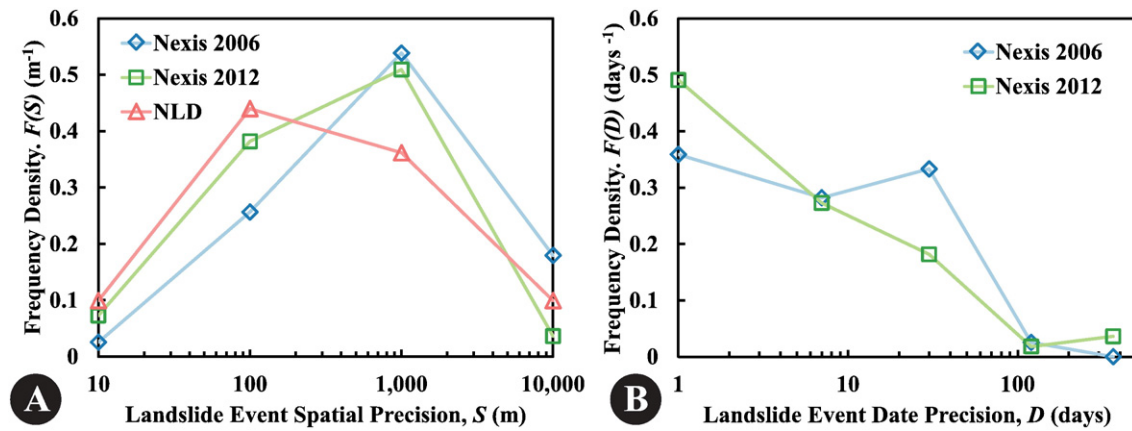 Frequency Density. F(S) (m⁻¹)
0.6
0.5
0.4
0.3
0.2
0.1
0
Nexis 2006
Nexis 2012
NLD
10
100
1,000
10,000
Landslide Event Spatial Precision, S (m)
A
Frequency Density. F(D) (days ⁻¹)
0.6
0.5
0.4
0.3
0.2
0.1
0
Nexis 2006
Nexis 2012
1
10
100
Landslide Event Date Precision, D (days)
B